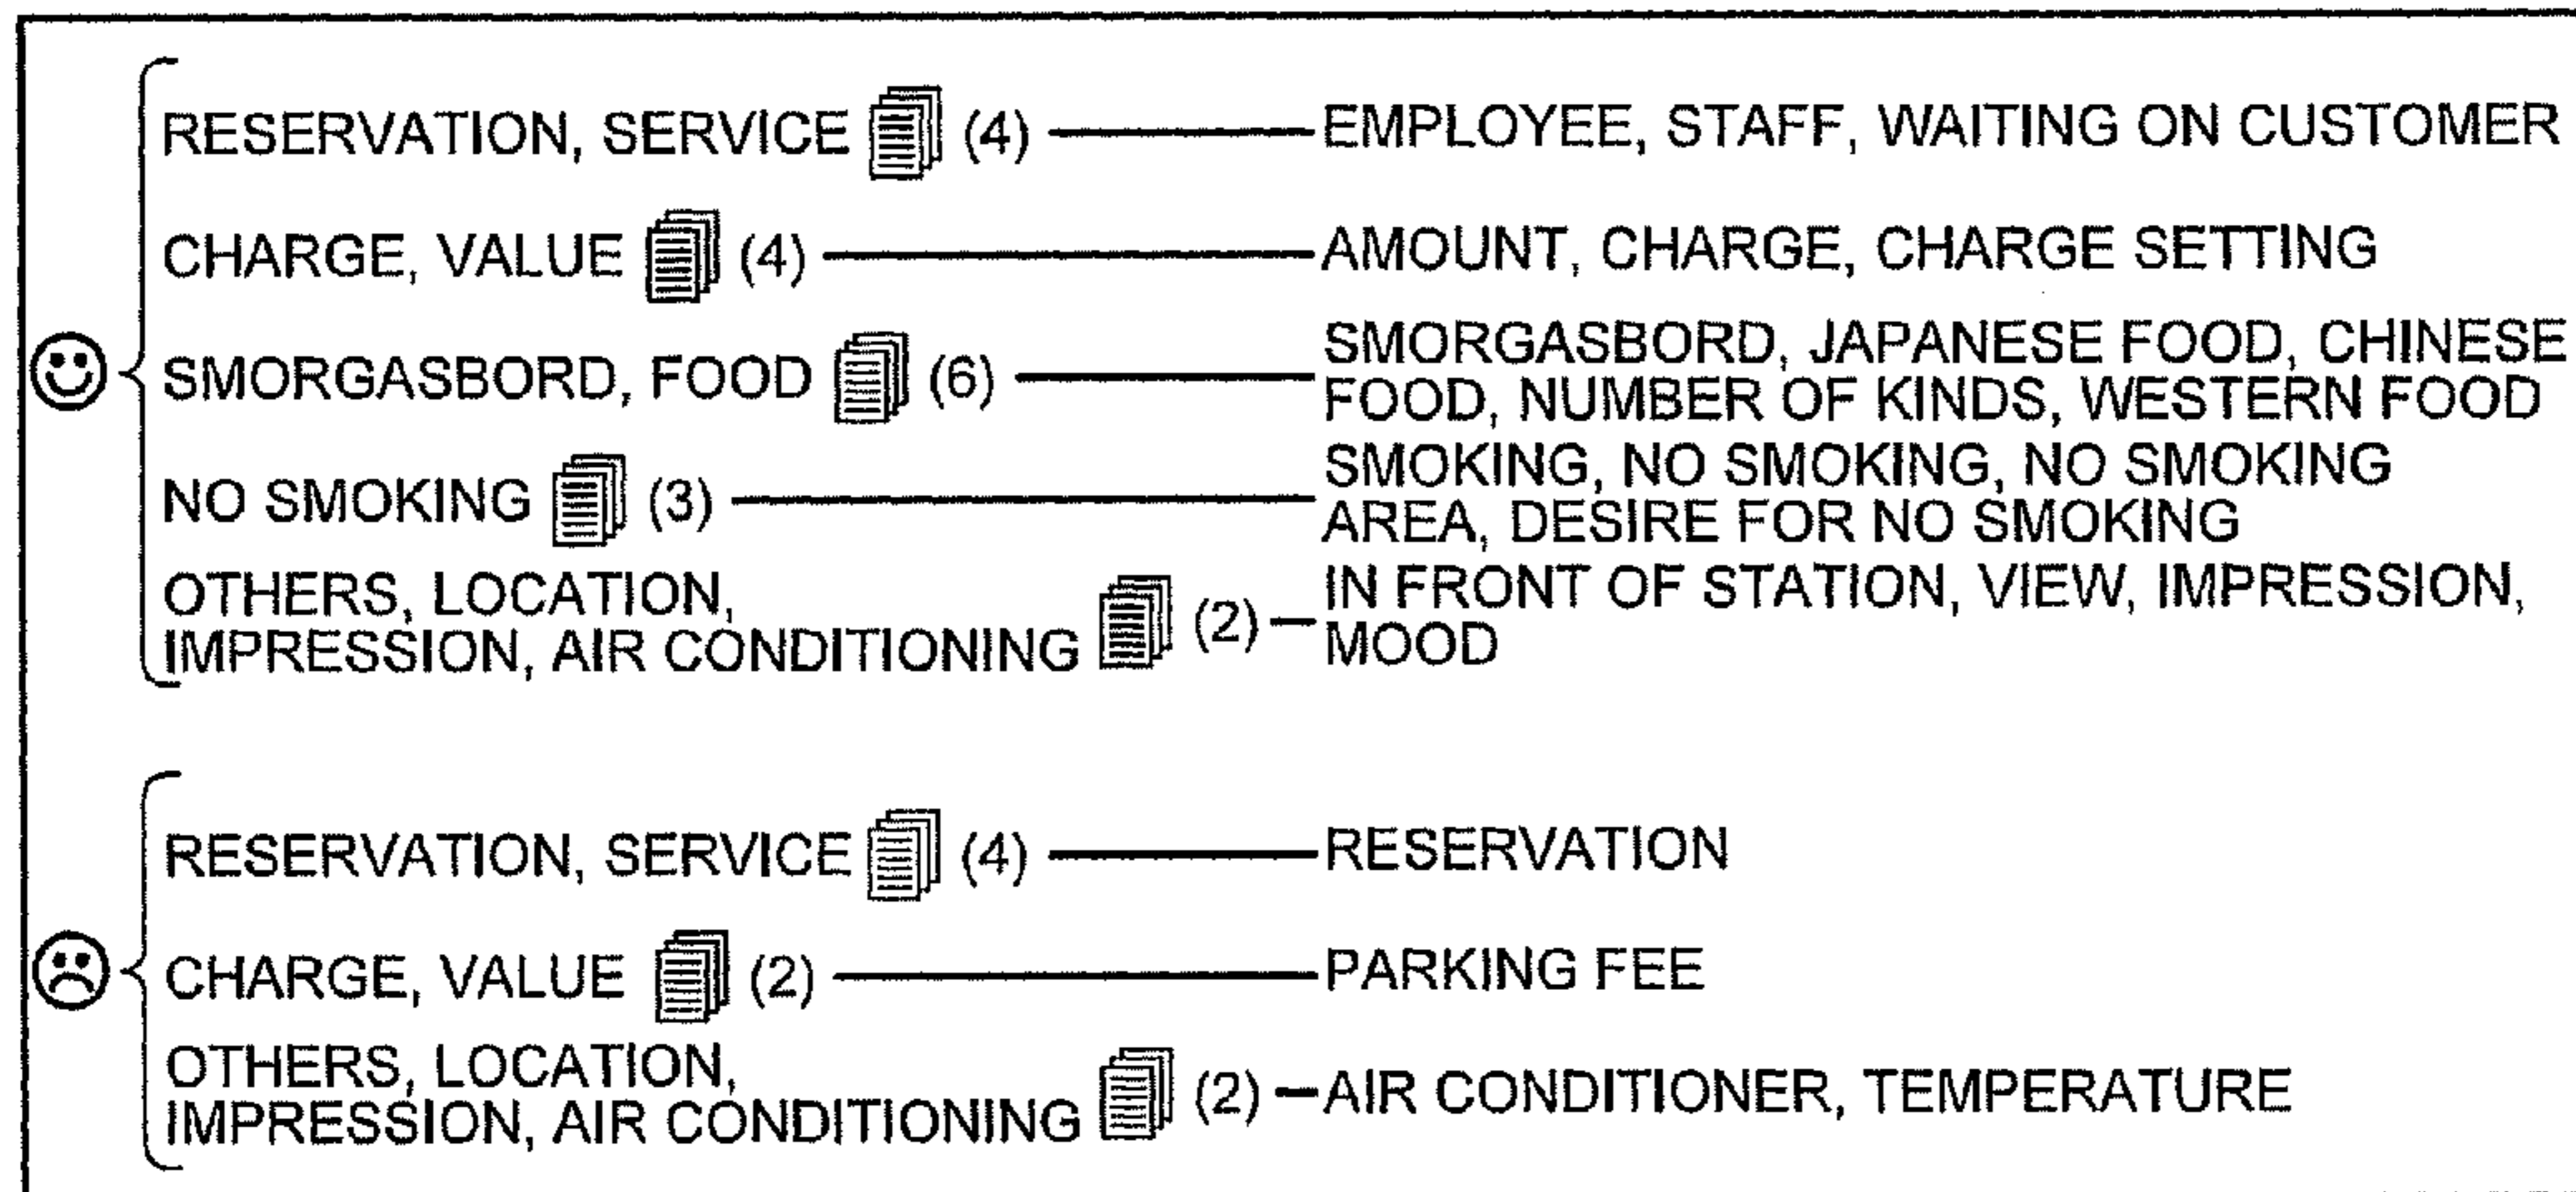 RESERVATION, SERVICE (4) EMPLOYEE, STAFF, WAITING ON CUSTOMER
CHARGE, VALUE (4) AMOUNT, CHARGE, CHARGE SETTING
SMORGASBORD, FOOD (6) SMORGASBORD, JAPANESE FOOD, CHINESE
FOOD, NUMBER OF KINDS, WESTERN FOOD
NO SMOKING (3) SMOKING, NO SMOKING, NO SMOKING
AREA, DESIRE FOR NO SMOKING
OTHERS, LOCATION,
IMPRESSION, AIR CONDITIONING (2) IN FRONT OF STATION, VIEW, IMPRESSION,
MOOD
RESERVATION, SERVICE (4) RESERVATION
CHARGE, VALUE (2) PARKING FEE
OTHERS, LOCATION,
IMPRESSION, AIR CONDITIONING (2) AIR CONDITIONER, TEMPERATURE